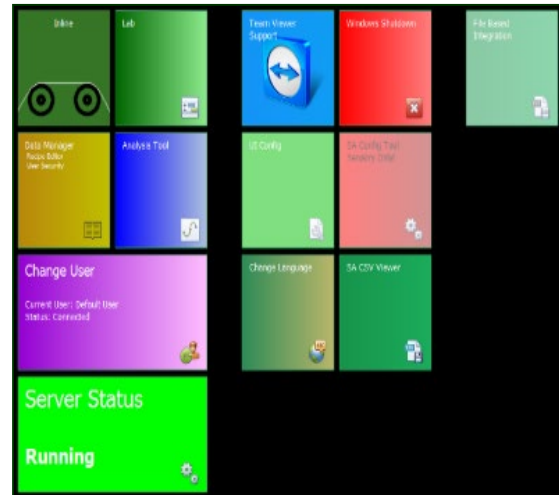 Inline
Lab
Team Viewer
Support
Windows Shutdown
File Based
Integration
Data Manager
Recipe Editor
User Security
Analysis Tool
UI Config
SA Config Tool
Change User
Current User: Default User
Status: Connected
Change Language
SA CSV Viewer
Server Status
Running